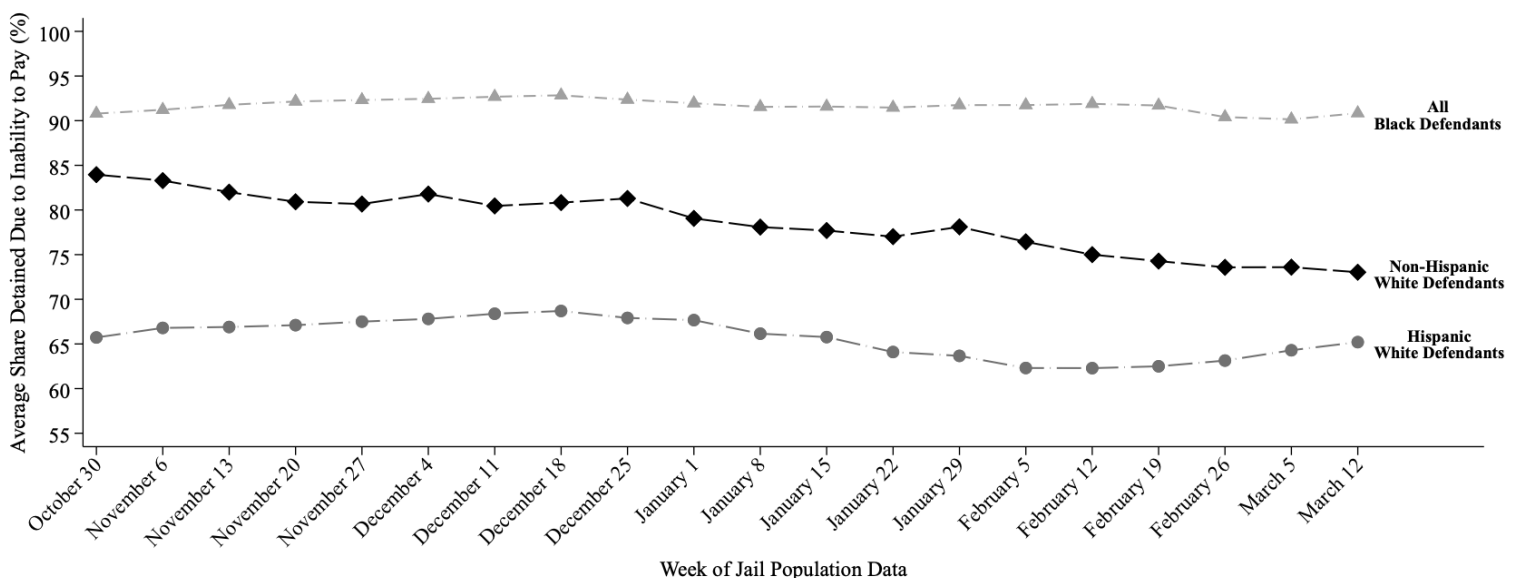 Average Share Detained Due to Inability to Pay (%)
100
95
90
85
80
75
70
65
60
55
All
Black Defendants
Non-Hispanic
White Defendants
Hispanic
White Defendants
October 30
November 6
November 13
November 20
November 27
December 4
December 11
December 18
December 25
January 1
January 8
January 15
January 22
January 29
February 5
February 12
February 19
February 26
March 5
March 12
Week of Jail Population Data